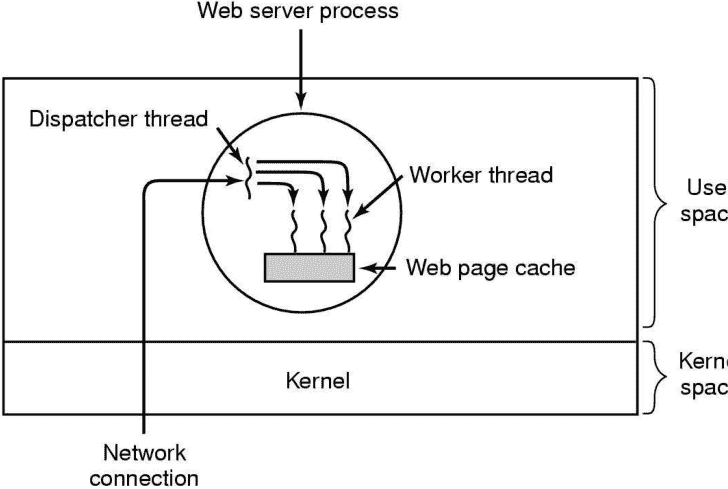 Web server process
Dispatcher thread
Worker thread
Web page cache
Use
spac
Kernel
Kerne
spac
Network
connection